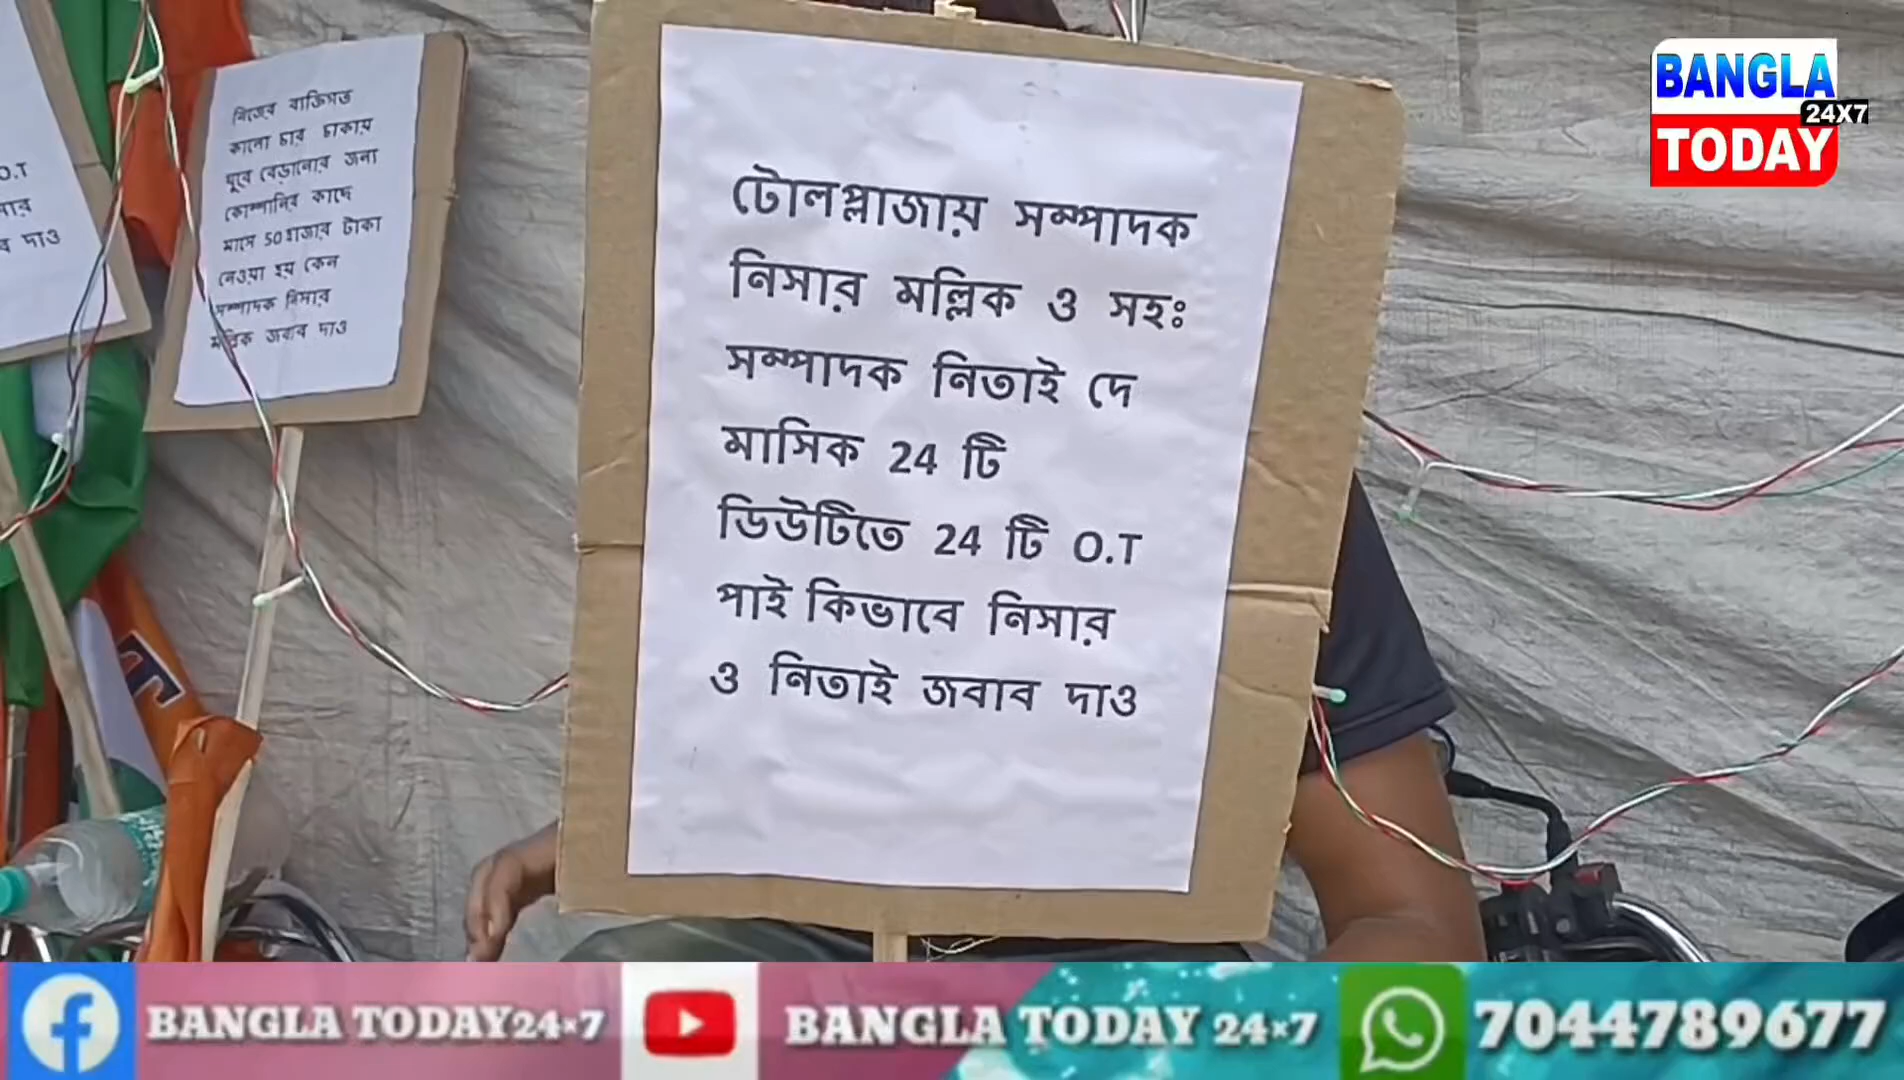 O.T
দাও
নিজের ব্যক্তিগত
কালো চার চাকায়
ঘুরে বেড়ানোর জন্য
কোম্পানির কাছে
মাসে 50 হাজার টাকা
নেওয়া হয় কেন
সম্পাদক নিসার
মল্লিক জবাব দাও
টোলপ্লাজায় সম্পাদক
নিসার মল্লিক ও সহঃ
সম্পাদক নিতাই দে
মাসিক 24 টি
ডিউটিতে 24 টি O.T
পাই কিভাবে নিসার
ও নিতাই জবাব দাও
BANGLA
24X7
TODAY
BANGLA TODAY24×7
BANGLA TODAY 24×7
7044789677